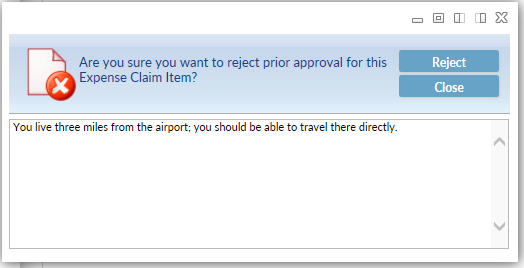 Are you sure you want to reject prior approval for this
Expense Claim Item?
Reject
Close
You live three miles from the airport; you should be able to travel there directly.